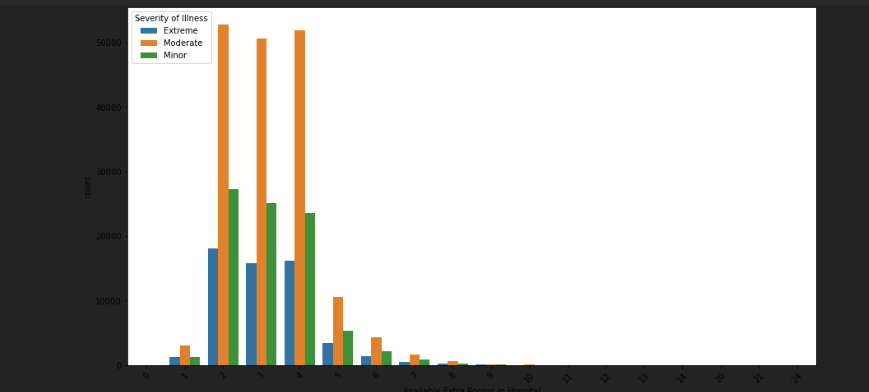 Severity of Illness
Extreme
Moderate
Minor
50000
40000
30000
20000
10000
0
count
0 1 2 3 4 5 6 7 8 9 10 11 12 13 14 20 21 24
Available Extra Rooms in Hospital